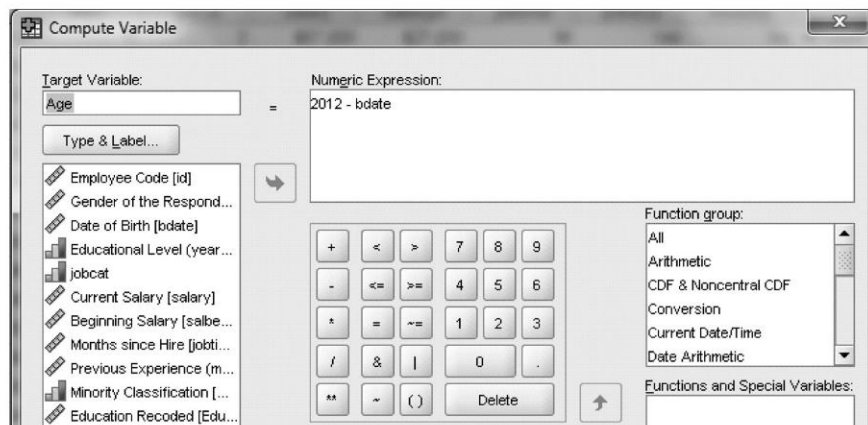 Compute Variable
Target Variable:
Age
=
Numeric Expression:
2012 - bdate
Type & Label...
Employee Code [id]
Gender of the Respond...
Date of Birth [bdate]
Educational Level (year...
jobcat
Current Salary [salary]
Beginning Salary [salbe...
Months since Hire [jobti...
Previous Experience (m...
Minority Classification [...
Education Recoded [Edu...
+ < > 7 8 9
- <= >= 4 5 6
* = ~= 1 2 3
/ & | 0 .
** ~ ( ) Delete
Function group:
All
Arithmetic
CDF & Noncentral CDF
Conversion
Current Date/Time
Date Arithmetic
Functions and Special Variables: